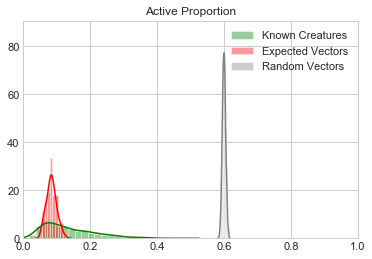 Active Proportion
Known Creatures
Expected Vectors
Random Vectors
80
60
40
20
0
0.0 0.2 0.4 0.6 0.8 1.0